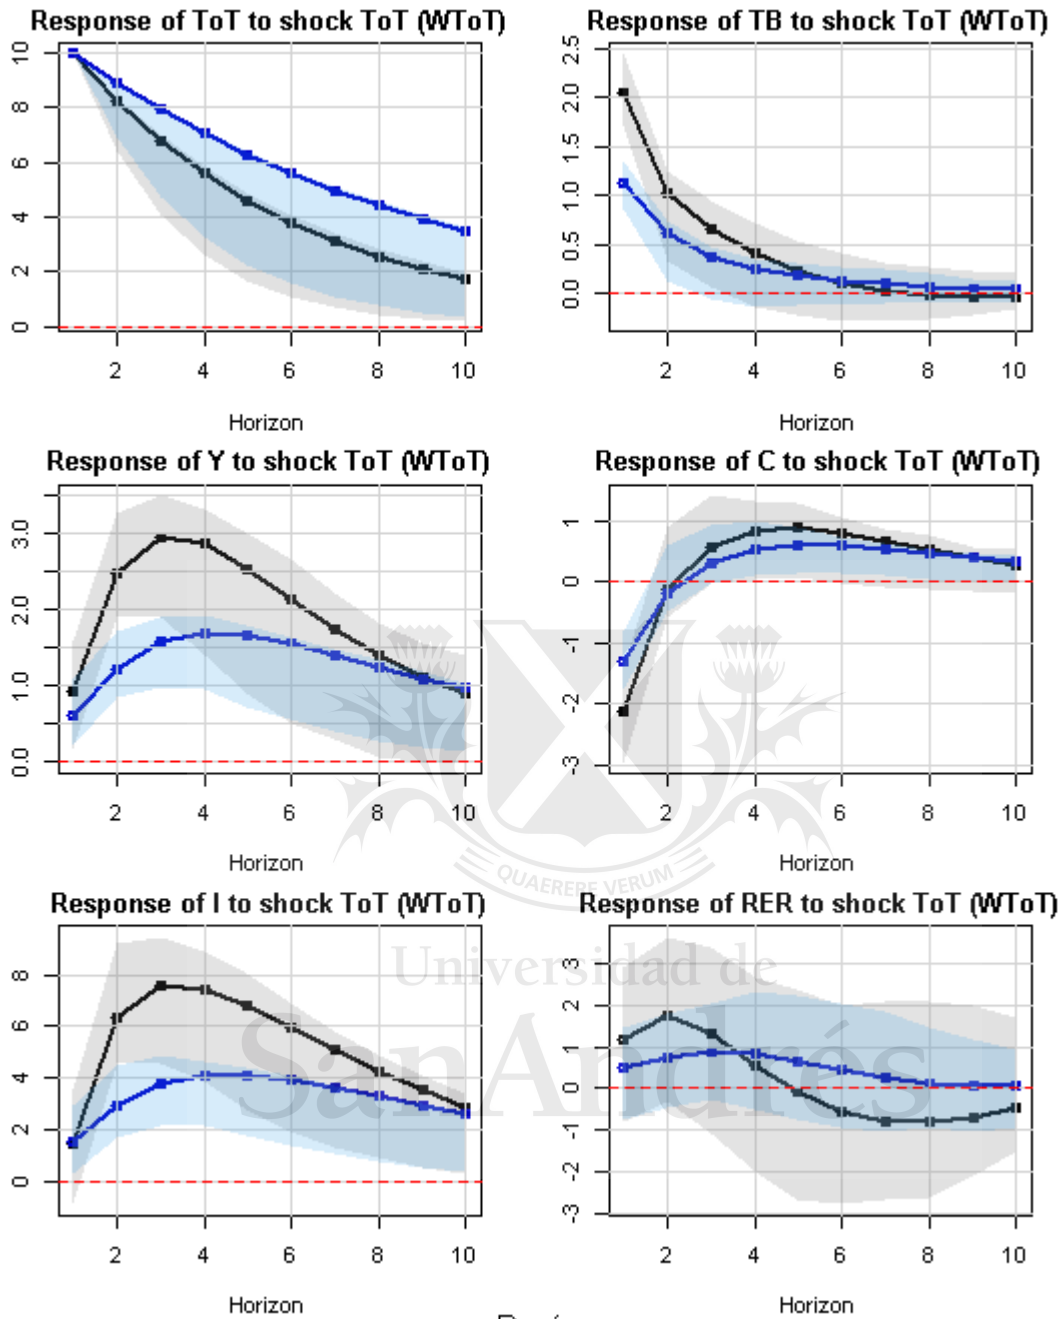 Response of ToT to shock ToT (WToT)
10
8
6
4
2
0
2 4 6 8 10
Horizon
Response of TB to shock ToT (WToT)
2.5
2.0
1.5
1.0
0.5
0.0
2 4 6 8 10
Horizon
Response of Y to shock ToT (WToT)
3.0
2.0
1.0
0.0
2 4 6 8 10
Horizon
Response of C to shock ToT (WToT)
1
0
-1
-2
-3
2 4 6 8 10
Horizon
QUAERERE VERUM
Universidad de
SanAndrés
Response of I to shock ToT (WToT)
8
6
4
2
0
2 4 6 8 10
Horizon
Response of RER to shock ToT (WToT)
3
2
1
0
-1
-2
-3
2 4 6 8 10
Horizon